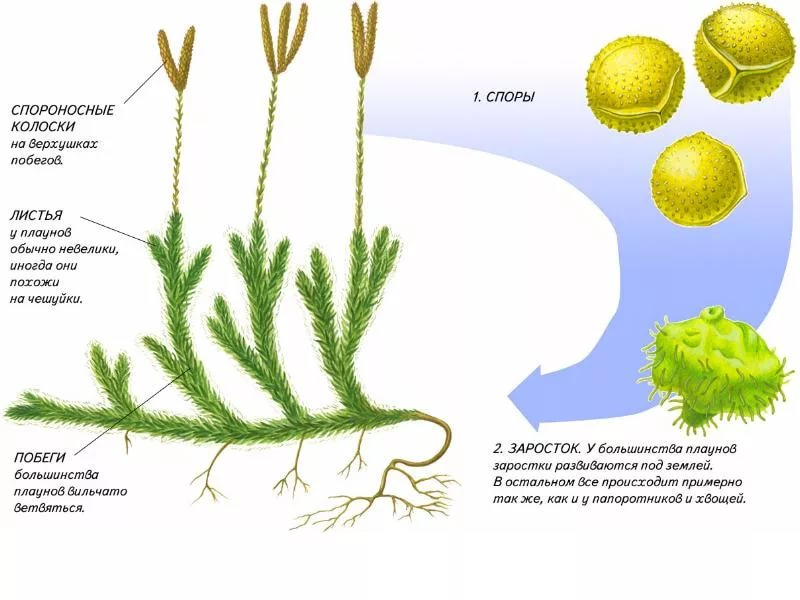 СПОРОНОСНЫЕ
КОЛОСКИ
на верхушках
побегов.
ЛИСТЬЯ
у плаунов
обычно невелики,
иногда они
похожи
на чешуйки.
ПОБЕГИ
большинства
плаунов вильчато
ветвяться.
1. СПОРЫ
2. ЗАРОСТОК. У большинства плаунов
заростки развиваются под землей.
В остальном все происходит примерно
так же, как и у папоротников и хвощей.